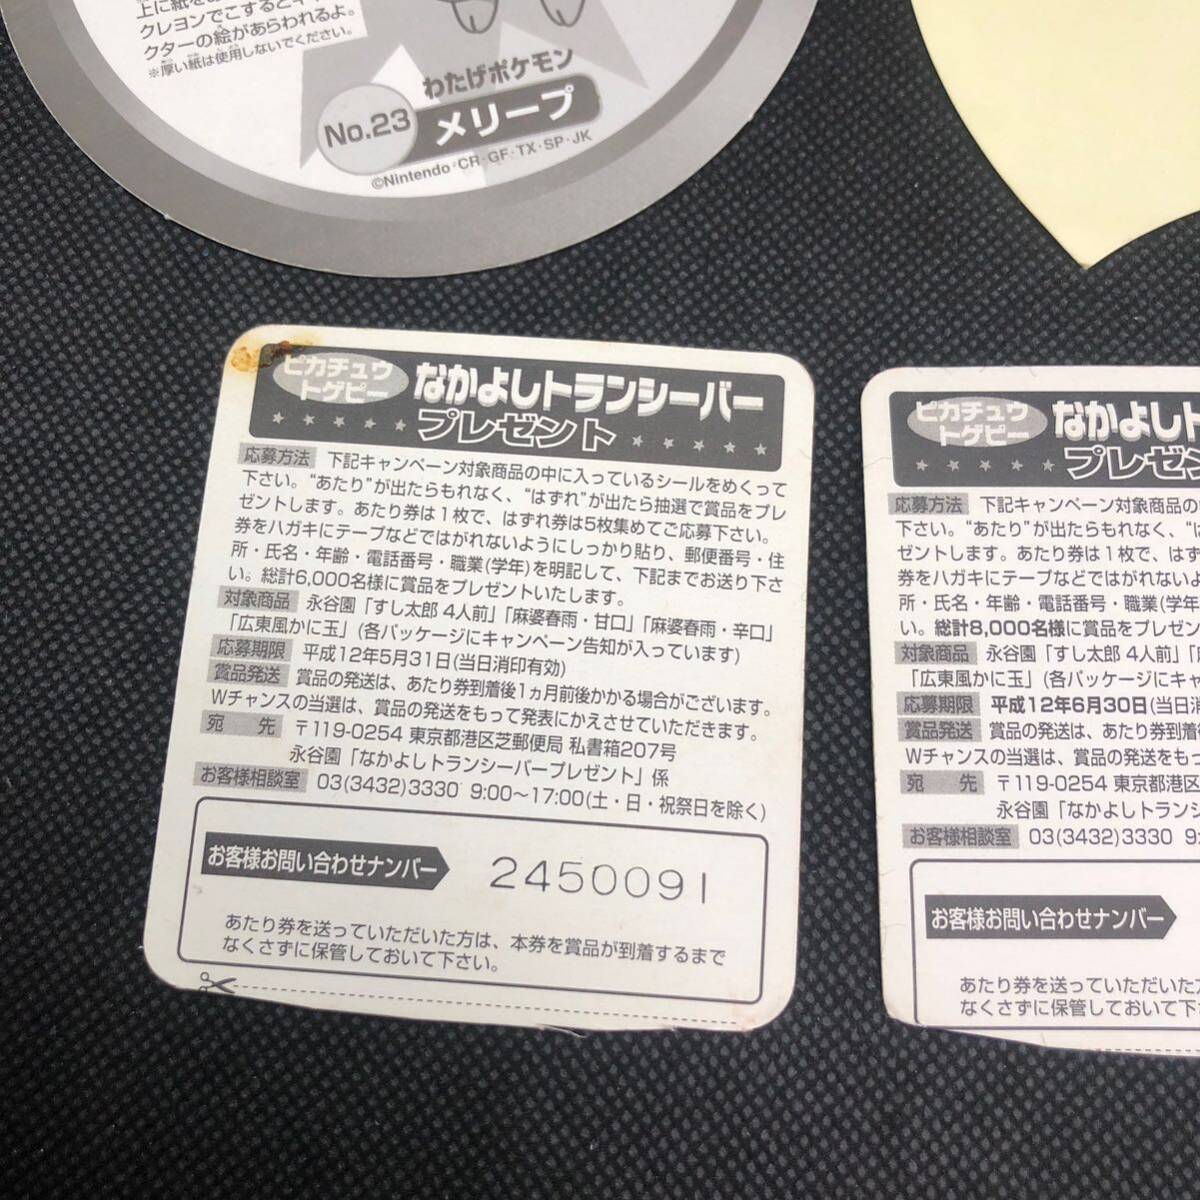 クレヨンでこするとキャラ
クターの絵があらわれるよ。
※厚い紙は使用しないでください。
わたげポケモン
No.23 メリープ
©Nintendo・CR・GF・TX・SP・JK
ピカチュウ
トゲピー
なかよしトランシーバー
★★★★★プレゼント★★★★★
応募方法 下記キャンペーン対象商品の中に入っているシールをめくって
下さい。“あたり”が出たらもれなく、“はずれ”が出たら抽選で賞品をプレ
ゼントします。あたり券は1枚で、はずれ券は5枚集めてご応募下さい。
券をハガキにテープなどではがれないようにしっかり貼り、郵便番号・住
所・氏名・年齢・電話番号・職業(学年)を明記して、下記までお送り下さ
い。総計6,000名様に賞品をプレゼントいたします。
対象商品 永谷園「すし太郎 4人前」「麻婆春雨・甘口」「麻婆春雨・辛口」
「広東風かに玉」(各パッケージにキャンペーン告知が入っています)
応募期限 平成12年5月31日(当日消印有効)
賞品発送 賞品の発送は、あたり券到着後1ヵ月前後かかる場合がございます。
Wチャンスの当選は、賞品の発送をもって発表にかえさせていただきます。
宛 先 〒119-0254 東京都港区芝郵便局 私書箱207号
永谷園「なかよしトランシーバープレゼント」係
お客様相談室 03(3432)3330 9:00～17:00(土・日・祝祭日を除く)
お客様お問い合わせナンバー 2450091
あたり券を送っていただいた方は、本券を賞品が到着するまで
なくさずに保管しておいて下さい。
ピカチュウ
トゲピー
なかよしト
★★★★★プレゼン
応募方法 下記キャンペーン対象商品の
下さい。“あたり”が出たらもれなく、“は
ゼントします。あたり券は1枚で、はず
券をハガキにテープなどではがれないよ
所・氏名・年齢・電話番号・職業(学年
い。総計8,000名様に賞品をプレゼン
対象商品 永谷園「すし太郎 4人前」「
「広東風かに玉」(各パッケージにキャ
応募期限 平成12年6月30日(当日消
賞品発送 賞品の発送は、あたり券到着
Wチャンスの当選は、賞品の発送をもっ
宛 先 〒119-0254 東京都港区
永谷園「なかよしトランシ
お客様相談室 03(3432)3330
お客様お問い合わせナンバー
あたり券を送っていただいた
なくさずに保管しておいて下